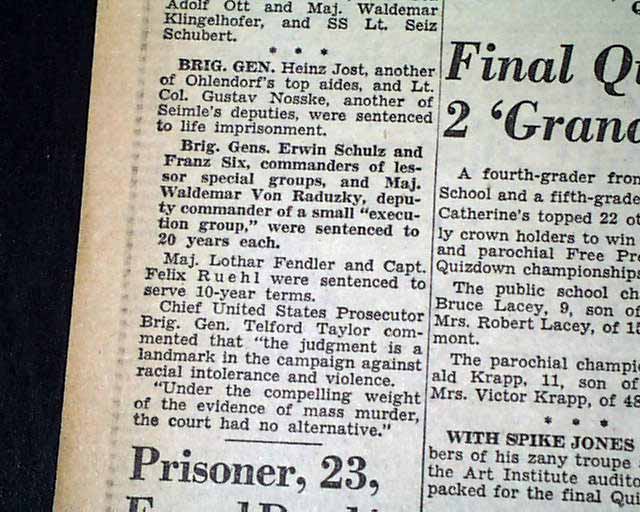 Adolf Ott and Maj. Waldemar
Klingelhofer, and SS Lt. Seiz
Schubert.
* * *
BRIG. GEN. Heinz Jost, another
of Ohlendorf's top aides, and Lt.
Col. Gustav Nosske, another of
Seimle's deputies, were sentenced
to life imprisonment.
Brig. Gens. Erwin Schulz and
Franz Six, commanders of les-
sor special groups, and Maj.
Waldemar Von Raduzky, depu-
ty commander of a small "execu-
tion group," were sentenced to
20 years each.
Maj. Lothar Fendler and Capt.
Felix Ruehl were sentenced to
serve 10-year terms.
Chief United States Prosecutor
Brig. Gen. Telford Taylor com-
mented that "the judgment is a
landmark in the campaign against
racial intolerance and violence.
"Under the compelling weight
of the evidence of mass murder,
the court had no alternative."
Prisoner, 23,
Final Qu
2 'Grand
A fourth-grader from
School and a fifth-grade
Catherine's topped 22 ot
ly crown holders to win
and parochial Free Pre
Quizdown championships
The public school ch
Bruce Lacey, 9, son of
Mrs. Robert Lacey, of 15
mont.
The parochial champi
ald Krapp, 11, son of
Mrs. Victor Krapp, of 48
* * *
WITH SPIKE JONES
bers of his zany troupe
the Art Institute audito
packed for the final Qui